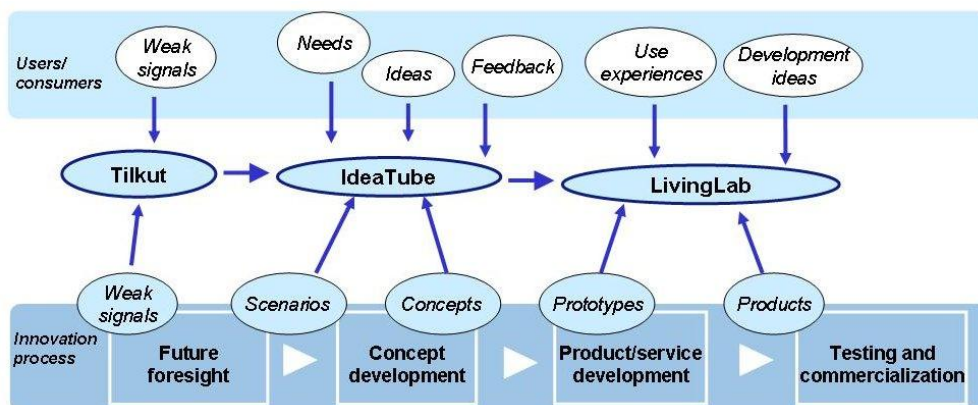 Users/
consumers
Weak
signals
Needs
Ideas
Feedback
Use
experiences
Development
ideas
Tilkut
IdeaTube
LivingLab
Weak
signals
Scenarios
Concepts
Prototypes
Products
Innovation
process
Future
foresight
Concept
development
Product/service
development
Testing and
commercialization